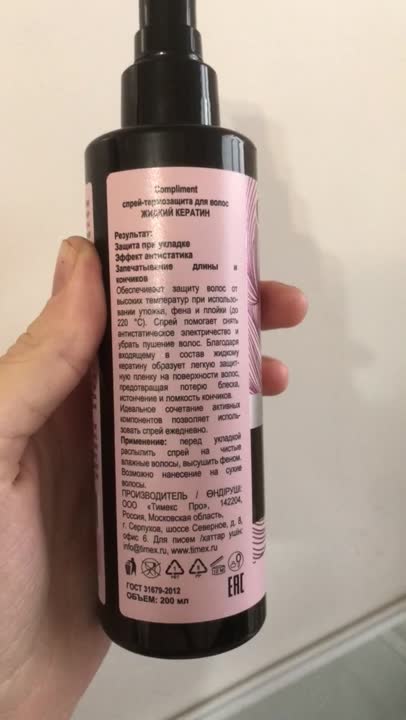 Compliment
спрей-термозащита для волос
ЖИДКИЙ КЕРАТИН
Результат:
Защита при укладке
Эффект антистатика
Запечатывание длины и
кончиков
Обеспечивает защиту волос от
высоких температур при использо-
вании утюжка, фена и плойки (до
220 °С). Спрей помогает снять
антистатическое электричество и
убрать пушение волос. Благодаря
входящему в состав жидкому
кератину образует легкую защит-
ную пленку на поверхности волос,
предотвращая потерю блеска,
истончение и ломкость кончиков.
Идеальное сочетание активных
компонентов позволяет исполь-
зовать спрей ежедневно.
Применение: перед укладкой
распылить спрей на чистые
влажные волосы, высушить феном.
Возможно нанесение на сухие
волосы.
ПРОИЗВОДИТЕЛЬ / ӨНДІРУШІ:
ООО «Тимекс Про», 142204,
Россия, Московская область,
г. Серпухов, шоссе Северное, д. 8,
офис 6. Для писем /хаттар үшін:
info@timex.ru, www.timex.ru
12 M
EAC
ГОСТ 31679-2012
ОБЪЕМ: 200 мл